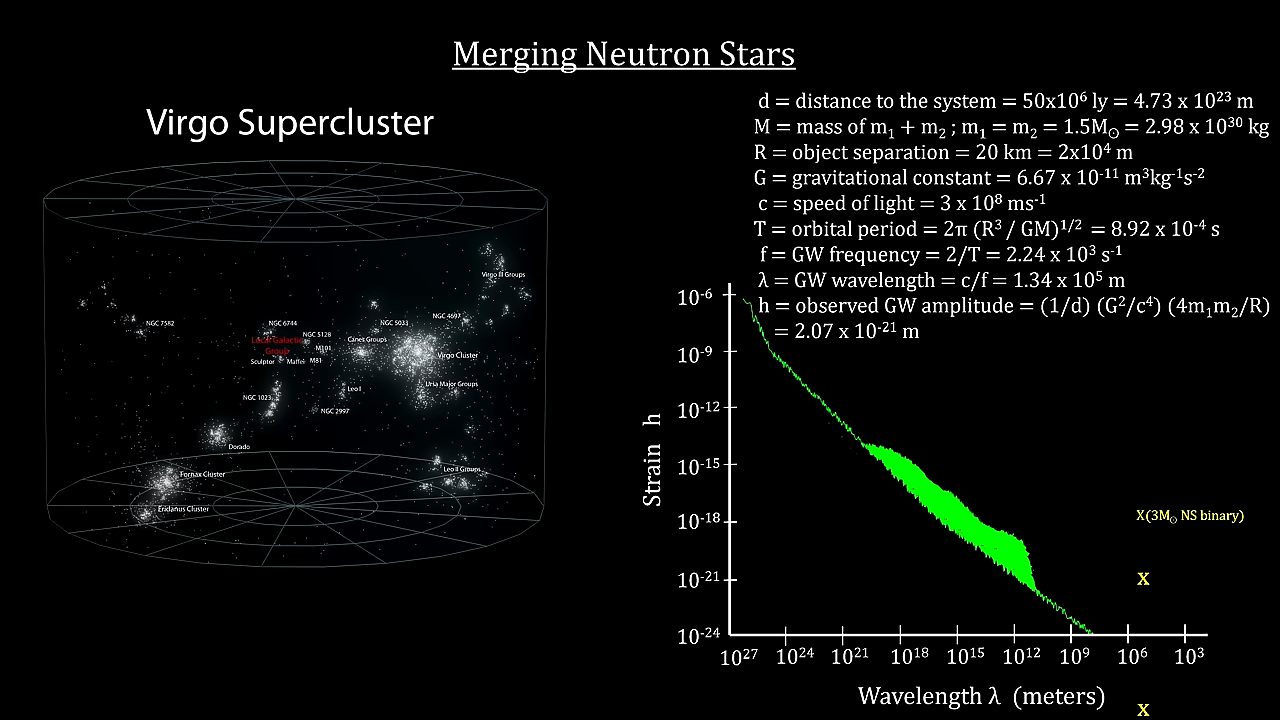 Merging Neutron Stars
Virgo Supercluster
d = distance to the system = 50x10⁶ ly = 4.73 x 10²³ m
M = mass of m₁ + m₂ ; m₁ = m₂ = 1.5M☉ = 2.98 x 10³⁰ kg
R = object separation = 20 km = 2x10⁴ m
G = gravitational constant = 6.67 x 10⁻¹¹ m³kg⁻¹s⁻²
c = speed of light = 3 x 10⁸ ms⁻¹
T = orbital period = 2π (R³ / GM)¹ᐟ² = 8.92 x 10⁻⁴ s
f = GW frequency = 2/T = 2.24 x 10³ s⁻¹
λ = GW wavelength = c/f = 1.34 x 10⁵ m
h = observed GW amplitude = (1/d) (G²/c⁴) (4m₁m₂/R)
= 2.07 x 10⁻²¹ m
Virgo III Groups
NGC 7582
NGC 6744
NGC 5128
NGC 5033
NGC 4697
Local Galactic
Group
M101
Canes Groups
Virgo Cluster
Sculptor
Maffei
M81
Ursa Major Groups
Leo I
NGC 1023
NGC 2997
Dorado
Fornax Cluster
Leo II Groups
Eridanus Cluster
Strain h
10⁻⁶
10⁻⁹
10⁻¹²
10⁻¹⁵
10⁻¹⁸
10⁻²¹
10⁻²⁴
X(3M☉ NS binary)
X
10²⁷ 10²⁴ 10²¹ 10¹⁸ 10¹⁵ 10¹² 10⁹ 10⁶ 10³
Wavelength λ (meters)
X